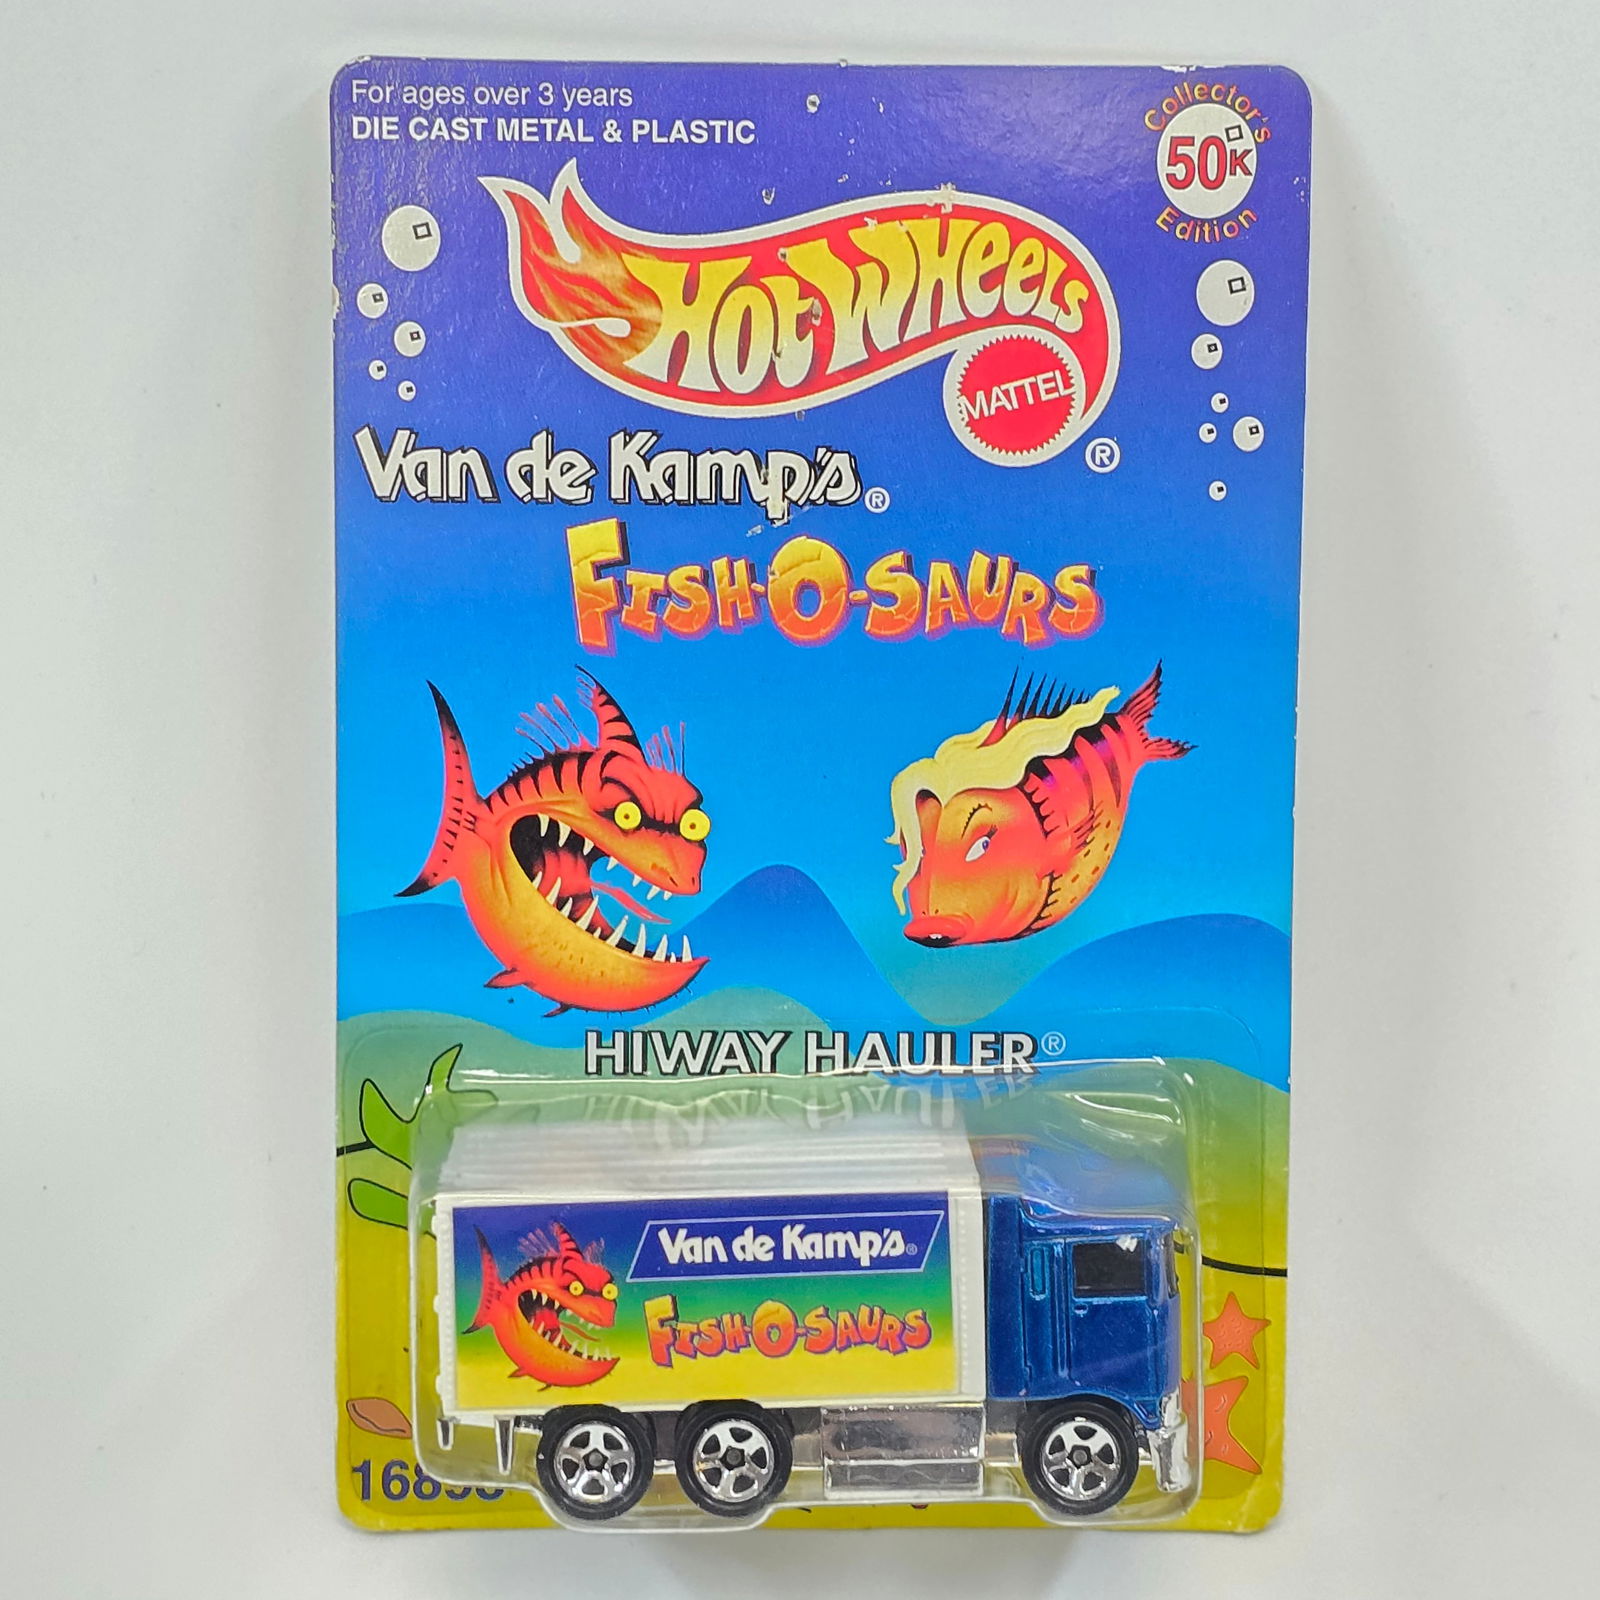 For ages over 3 years
DIE CAST METAL & PLASTIC
Collector's
50K
Edition
HOT WHEELS
MATTEL
®
Van de Kamp's®
FISH-O-SAURS
HIWAY HAULER®
Van de Kamp's®
FISH-O-SAURS